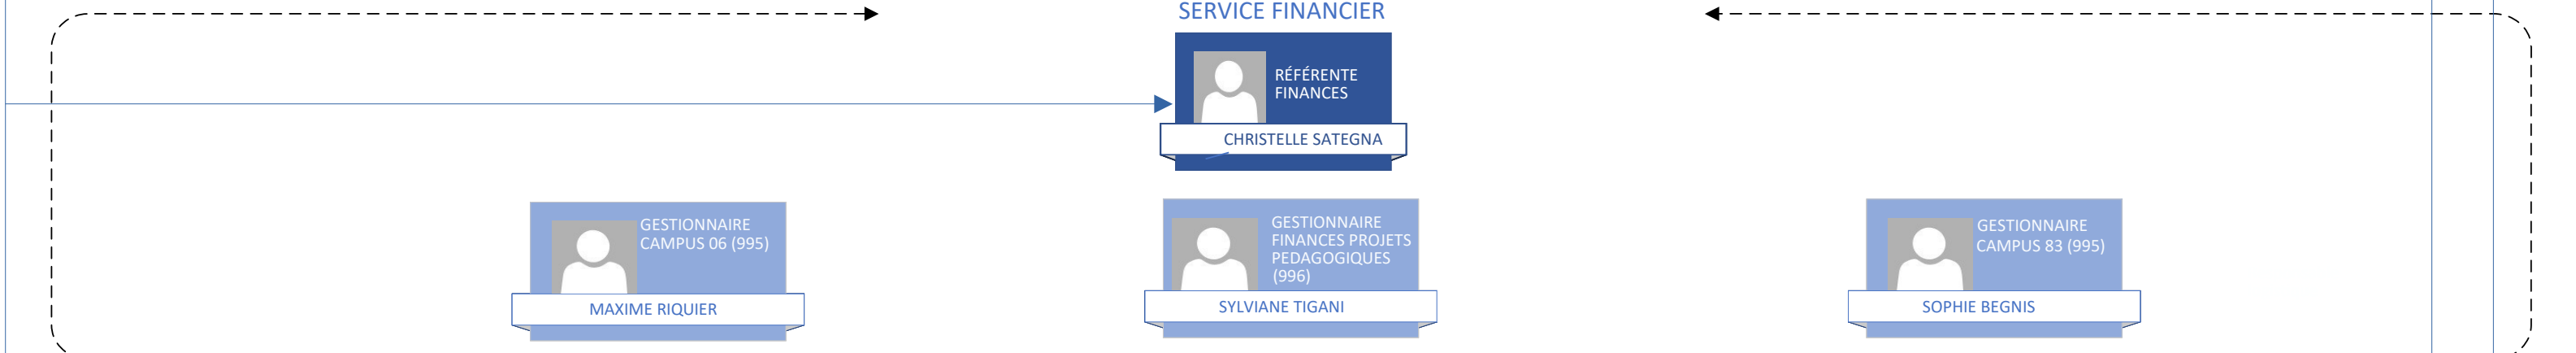 SERVICE FINANCIER
RÉFÉRENTE
FINANCES
CHRISTELLE SATEGNA
GESTIONNAIRE
CAMPUS 06 (995)
MAXIME RIQUIER
GESTIONNAIRE
FINANCES PROJETS
PEDAGOGIQUES
(996)
SYLVIANE TIGANI
GESTIONNAIRE
CAMPUS 83 (995)
SOPHIE BEGNIS